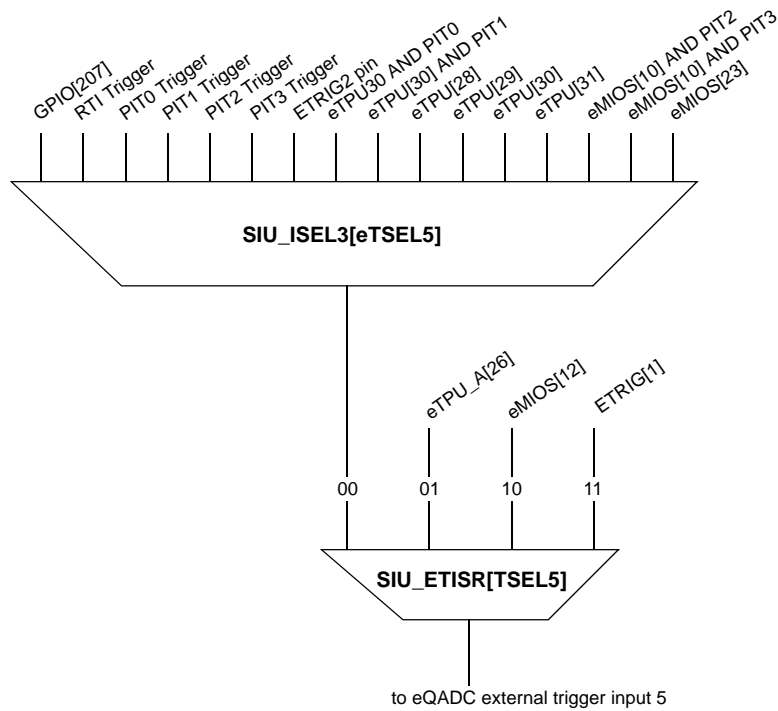 GPIO[207]
RTI Trigger
PIT0 Trigger
PIT1 Trigger
PIT2 Trigger
PIT3 Trigger
ETRIG2 pin
eTPU30 AND PIT0
eTPU[30] AND PIT1
eTPU[28]
eTPU[29]
eTPU[30]
eTPU[31]
eMIOS[10] AND PIT2
eMIOS[10] AND PIT3
eMIOS[23]
SIU_ISEL3[eTSEL5]
eTPU_A[26]
eMIOS[12]
ETRIG[1]
00
01
10
11
SIU_ETISR[TSEL5]
to eQADC external trigger input 5